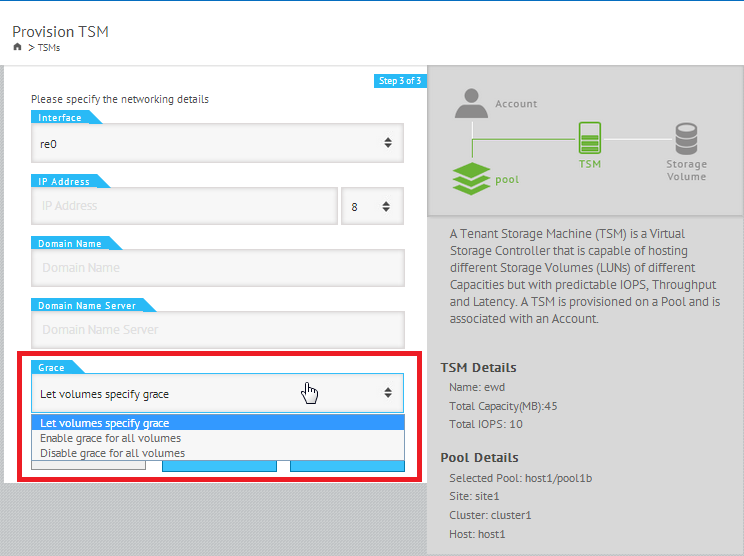 Provision TSM
> TSMs
Step 3 of 3
Please specify the networking details
Interface
re0
IP Address
IP Address
8
Domain Name
Domain Name
Domain Name Server
Domain Name Server
Grace
Let volumes specify grace
Let volumes specify grace
Enable grace for all volumes
Disable grace for all volumes
Account
TSM
Storage
Volume
pool
A Tenant Storage Machine (TSM) is a Virtual
Storage Controller that is capable of hosting
different Storage Volumes (LUNs) of different
Capacities but with predictable IOPS, Throughput
and Latency. A TSM is provisioned on a Pool and is
associated with an Account.
TSM Details
Name: ewd
Total Capacity(MB):45
Total IOPS: 10
Pool Details
Selected Pool: host1/pool1b
Site: site1
Cluster: cluster1
Host: host1